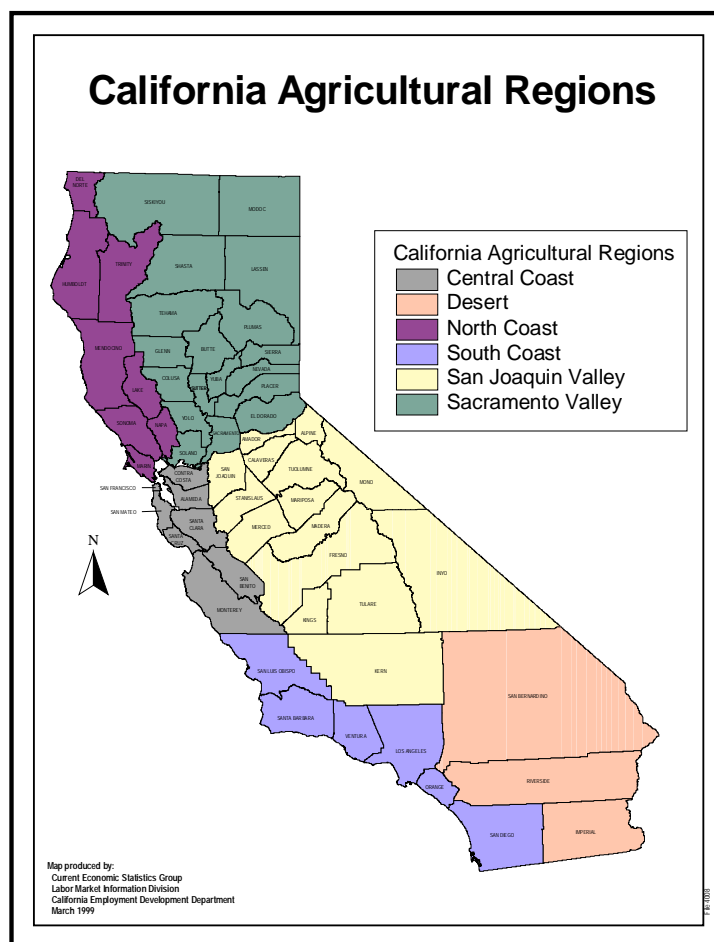 California Agricultural Regions
California Agricultural Regions
Central Coast
Desert
North Coast
South Coast
San Joaquin Valley
Sacramento Valley
DEL
NORTE
SISKIYOU
MODOC
HUMBOLDT
TRINITY
SHASTA
LASSEN
TEHAMA
PLUMAS
MENDOCINO
GLENN
BUTTE
SIERRA
NEVADA
COLUSA
SUTTER
YUBA
PLACER
LAKE
EL DORADO
SONOMA
NAPA
YOLO
SACRAMENTO
AMADOR
ALPINE
SOLANO
MARIN
CALAVERAS
SAN
JOAQUIN
TUOLUMNE
CONTRA
COSTA
MONO
SAN FRANCISCO
ALAMEDA
STANISLAUS
MARIPOSA
SAN MATEO
SANTA
CLARA
MERCED
MADERA
SANTA
CRUZ
FRESNO
INYO
N
SAN
BENITO
MONTEREY
TULARE
KINGS
SAN LUIS OBISPO
KERN
SAN BERNARDINO
SANTA BARBARA
VENTURA
LOS ANGELES
ORANGE
RIVERSIDE
SAN DIEGO
IMPERIAL
Map produced by:
Current Economic Statistics Group
Labor Market Information Division
California Employment Development Department
March 1999